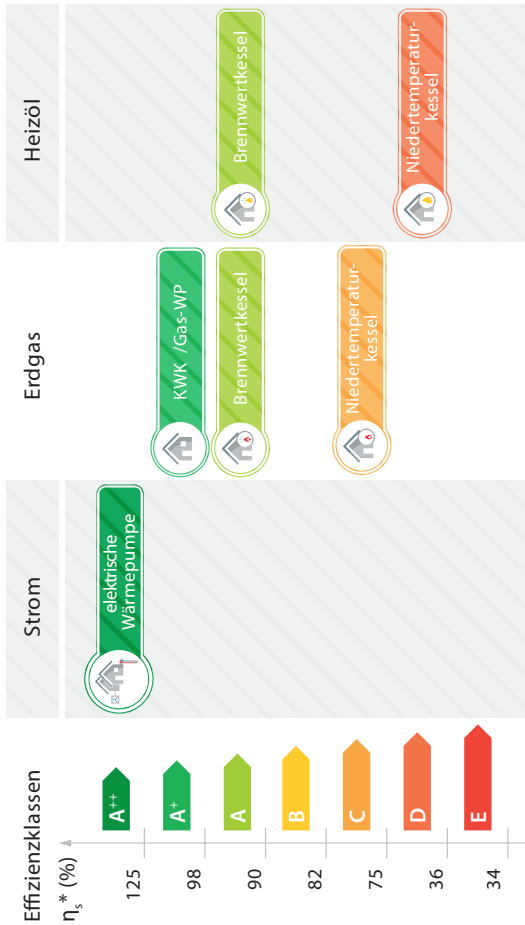 Effizienzklassen
Strom
Erdgas
Heizöl
ηs* (%)
A++
elektrische
Wärmepumpe
125
A+
KWK /Gas-WP
98
A
Brennwertkessel
Brennwertkessel
90
B
82
C
Niedertemperatur-
kessel
75
D
Niedertemperatur-
kessel
36
E
34